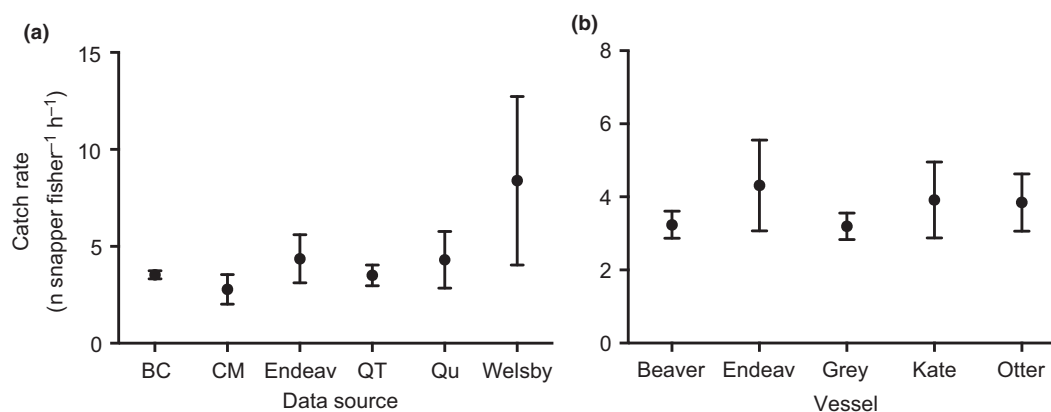 (a)
15
10
5
0
Catch rate
(n snapper fisher⁻¹ h⁻¹)
BC CM Endeav QT Qu Welsby
Data source
(b)
8
6
4
2
0
Beaver Endeav Grey Kate Otter
Vessel